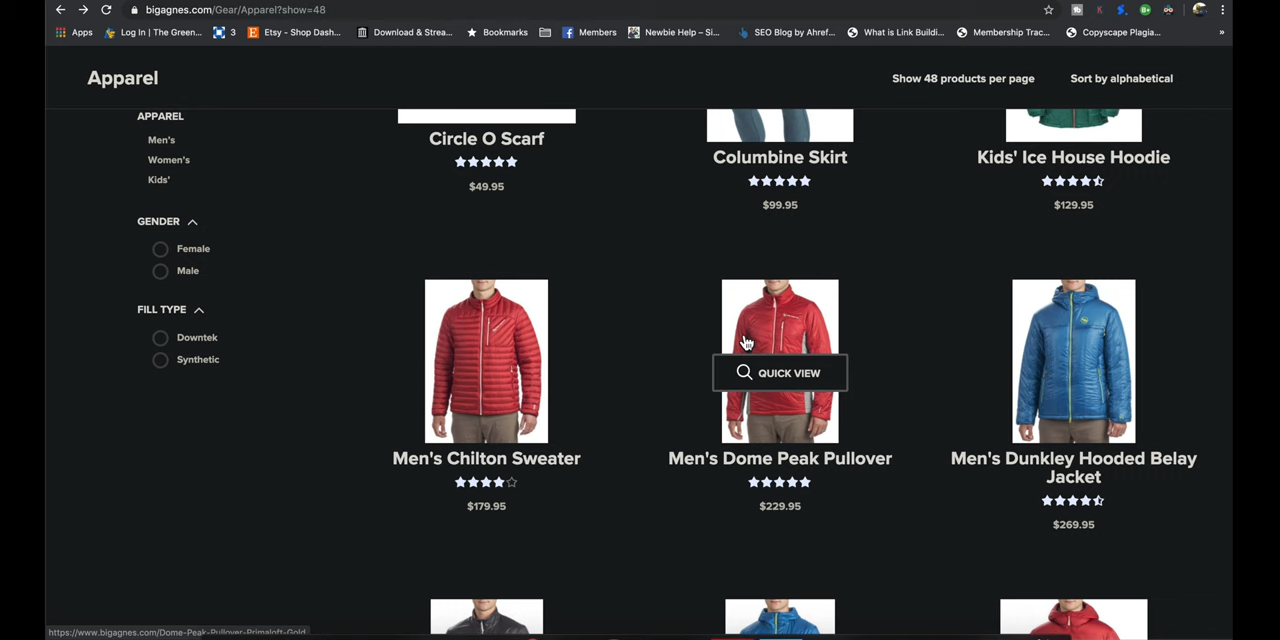 bigagnes.com/Gear/Apparel?show=48
Apps Log In | The Green... 3 Etsy - Shop Dash... Download & Strea... Bookmarks Members Newbie Help – Si... SEO Blog by Ahref... What is Link Buildi... Membership Trac... Copyscape Plagia... »
Apparel Show 48 products per page Sort by alphabetical
APPAREL
Men's
Women's
Kids'
GENDER
Female
Male
FILL TYPE
Downtek
Synthetic
Circle O Scarf
$49.95
Columbine Skirt
$99.95
Kids' Ice House Hoodie
$129.95
QUICK VIEW
Men's Chilton Sweater
$179.95
Men's Dome Peak Pullover
$229.95
Men's Dunkley Hooded Belay
Jacket
$269.95
https://www.bigagnes.com/Dome-Peak-Pullover-Primaloft-Gold